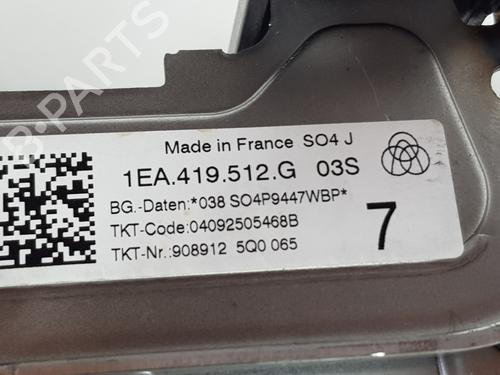 B-PARTS
Made in France SO4 J
1EA.419.512.G 03S
BG.-Daten:*038 SO4P9447WBP*
TKT-Code:04092505468B
TKT-Nr.:908912 5Q0 065
7